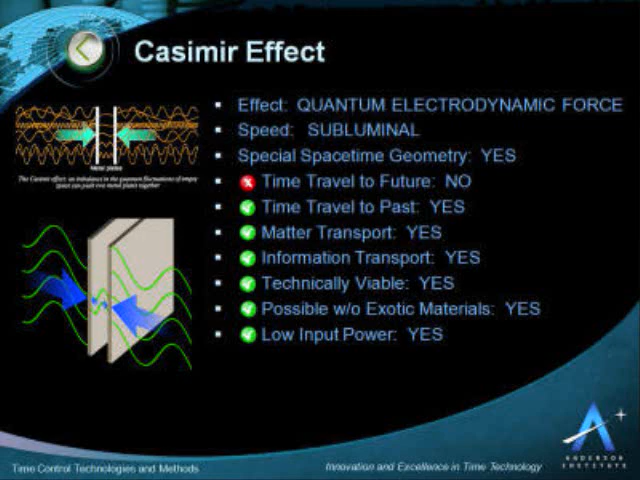 Casimir Effect
Effect: QUANTUM ELECTRODYNAMIC FORCE
Speed: SUBLUMINAL
Special Spacetime Geometry: YES
Time Travel to Future: NO
Time Travel to Past: YES
Matter Transport: YES
Information Transport: YES
Technically Viable: YES
Possible w/o Exotic Materials: YES
Low Input Power: YES
Metal plates
The Casimir effect: an imbalance in the quantum fluctuations of empty
space can push two metal plates together
ANDERSON
INSTITUTE
Time Control Technologies and Methods
Innovation and Excellence in Time Technology